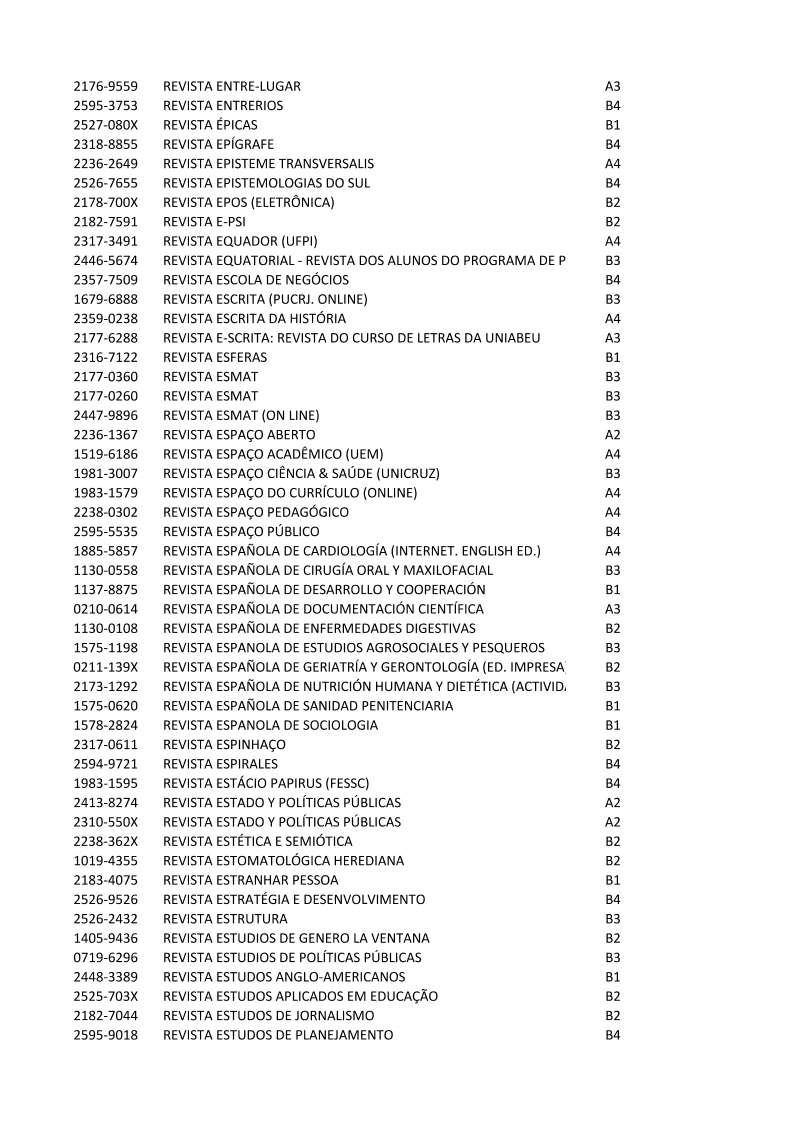 2176-9559 REVISTA ENTRE-LUGAR A3
2595-3753 REVISTA ENTRERIOS B4
2527-080X REVISTA ÉPICAS B1
2318-8855 REVISTA EPÍGRAFE B4
2236-2649 REVISTA EPISTEME TRANSVERSALIS A4
2526-7655 REVISTA EPISTEMOLOGIAS DO SUL B4
2178-700X REVISTA EPOS (ELETRÔNICA) B2
2182-7591 REVISTA E-PSI B2
2317-3491 REVISTA EQUADOR (UFPI) A4
2446-5674 REVISTA EQUATORIAL - REVISTA DOS ALUNOS DO PROGRAMA DE P B3
2357-7509 REVISTA ESCOLA DE NEGÓCIOS B4
1679-6888 REVISTA ESCRITA (PUCRJ. ONLINE) B3
2359-0238 REVISTA ESCRITA DA HISTÓRIA A4
2177-6288 REVISTA E-SCRITA: REVISTA DO CURSO DE LETRAS DA UNIABEU A3
2316-7122 REVISTA ESFERAS B1
2177-0360 REVISTA ESMAT B3
2177-0260 REVISTA ESMAT B3
2447-9896 REVISTA ESMAT (ON LINE) B3
2236-1367 REVISTA ESPAÇO ABERTO A2
1519-6186 REVISTA ESPAÇO ACADÊMICO (UEM) A4
1981-3007 REVISTA ESPAÇO CIÊNCIA & SAÚDE (UNICRUZ) B3
1983-1579 REVISTA ESPAÇO DO CURRÍCULO (ONLINE) A4
2238-0302 REVISTA ESPAÇO PEDAGÓGICO A4
2595-5535 REVISTA ESPAÇO PÚBLICO B4
1885-5857 REVISTA ESPAÑOLA DE CARDIOLOGÍA (INTERNET. ENGLISH ED.) A4
1130-0558 REVISTA ESPAÑOLA DE CIRUGÍA ORAL Y MAXILOFACIAL B3
1137-8875 REVISTA ESPAÑOLA DE DESARROLLO Y COOPERACIÓN B1
0210-0614 REVISTA ESPAÑOLA DE DOCUMENTACIÓN CIENTÍFICA A3
1130-0108 REVISTA ESPAÑOLA DE ENFERMEDADES DIGESTIVAS B2
1575-1198 REVISTA ESPANOLA DE ESTUDIOS AGROSOCIALES Y PESQUEROS B3
0211-139X REVISTA ESPAÑOLA DE GERIATRÍA Y GERONTOLOGÍA (ED. IMPRESA) B2
2173-1292 REVISTA ESPAÑOLA DE NUTRICIÓN HUMANA Y DIETÉTICA (ACTIVIDA B3
1575-0620 REVISTA ESPAÑOLA DE SANIDAD PENITENCIARIA B1
1578-2824 REVISTA ESPANOLA DE SOCIOLOGIA B1
2317-0611 REVISTA ESPINHAÇO B2
2594-9721 REVISTA ESPIRALES B4
1983-1595 REVISTA ESTÁCIO PAPIRUS (FESSC) B4
2413-8274 REVISTA ESTADO Y POLÍTICAS PÚBLICAS A2
2310-550X REVISTA ESTADO Y POLÍTICAS PÚBLICAS A2
2238-362X REVISTA ESTÉTICA E SEMIÓTICA B2
1019-4355 REVISTA ESTOMATOLÓGICA HEREDIANA B2
2183-4075 REVISTA ESTRANHAR PESSOA B1
2526-9526 REVISTA ESTRATÉGIA E DESENVOLVIMENTO B4
2526-2432 REVISTA ESTRUTURA B3
1405-9436 REVISTA ESTUDIOS DE GENERO LA VENTANA B2
0719-6296 REVISTA ESTUDIOS DE POLÍTICAS PÚBLICAS B3
2448-3389 REVISTA ESTUDOS ANGLO-AMERICANOS B1
2525-703X REVISTA ESTUDOS APLICADOS EM EDUCAÇÃO B2
2182-7044 REVISTA ESTUDOS DE JORNALISMO B2
2595-9018 REVISTA ESTUDOS DE PLANEJAMENTO B4